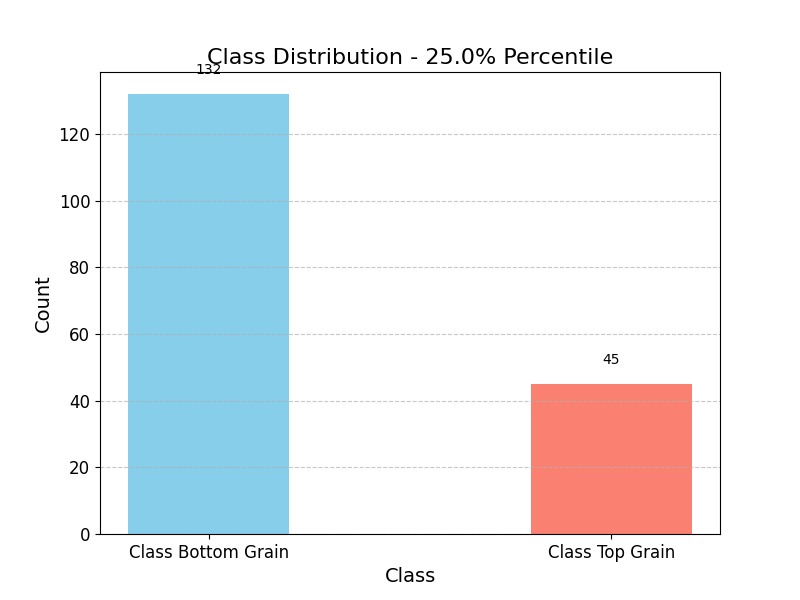 Class Distribution - 25.0% Percentile
132
120
100
80
60
45
40
20
0
Count
Class Bottom Grain
Class Top Grain
Class